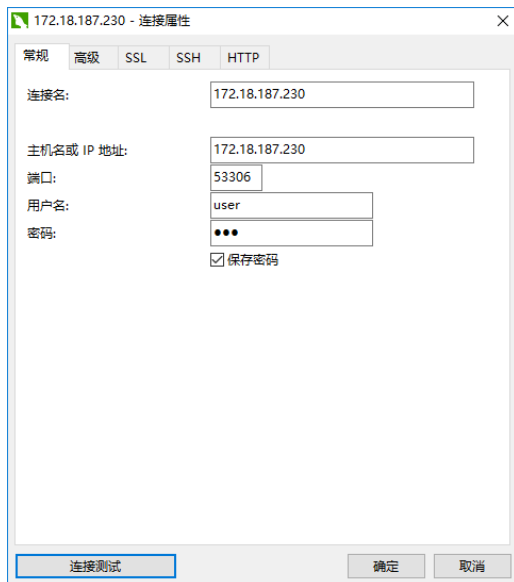 172.18.187.230 - 连接属性
常规 高级 SSL SSH HTTP
连接名: 172.18.187.230
主机名或 IP 地址: 172.18.187.230
端口: 53306
用户名: user
密码: ●●●
保存密码
连接测试 确定 取消